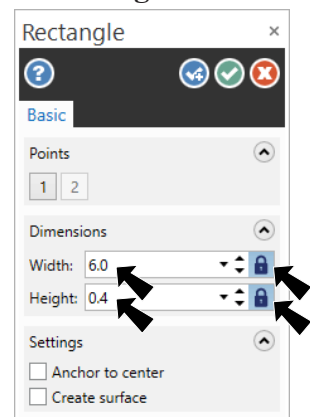 Rectangle ×
?
Basic
Points
1 2
Dimensions
Width: 6.0
Height: 0.4
Settings
Anchor to center
Create surface